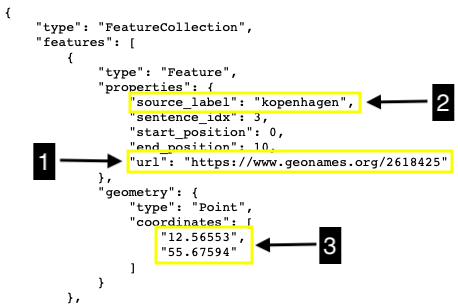 {
"type": "FeatureCollection",
"features": [
{
"type": "Feature",
"properties": {
"source_label": "kopenhagen",
2
"sentence_idx": 3,
"start_position": 0,
"end_position": 10,
1
"url": "https://www.geonames.org/2618425"
},
"geometry": {
"type": "Point",
"coordinates": [
"12.56553",
"55.67594"
3
]
}
},